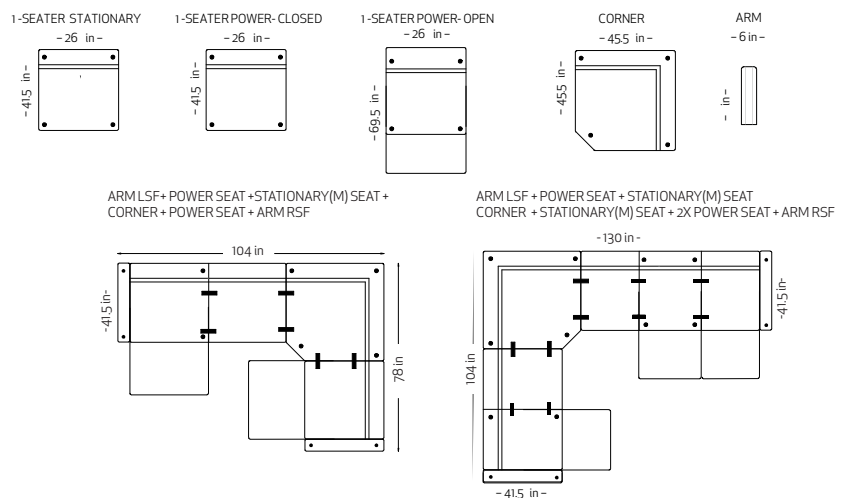 1-SEATER STATIONARY
- 26 in -
- 41.5 in -
1-SEATER POWER- CLOSED
- 26 in -
- 41.5 in -
1-SEATER POWER- OPEN
- 26 in -
- 69.5 in -
CORNER
- 45.5 in -
- 45.5 in -
ARM
- 6 in -
- in -
ARM LSF+ POWER SEAT +STATIONARY(M) SEAT +
CORNER + POWER SEAT + ARM RSF
104 in
-41.5 in-
78 in
ARM LSF + POWER SEAT + STATIONARY(M) SEAT
CORNER + STATIONARY(M) SEAT + 2X POWER SEAT + ARM RSF
-130 in -
-41.5 in-
104 in
- 41.5 in -